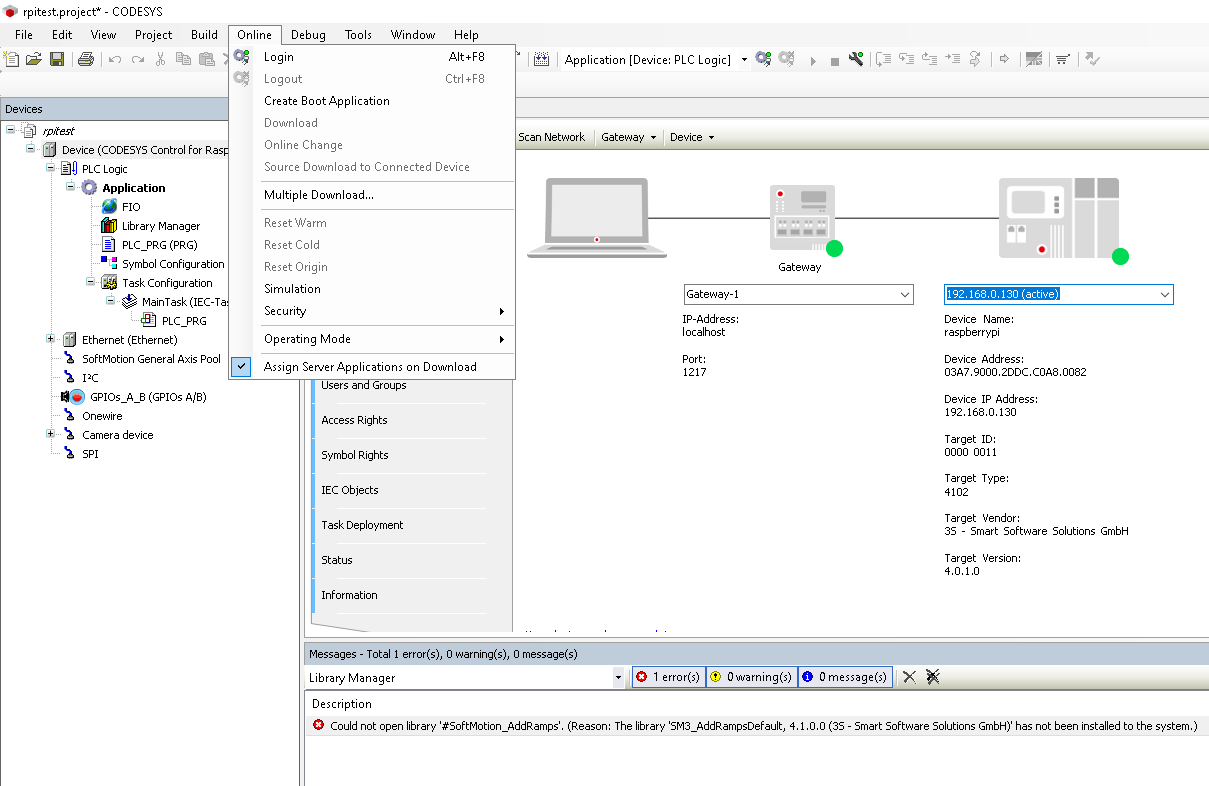 rpitest.project* - CODESYS
File Edit View Project Build Online Debug Tools Window Help
Login Alt+F8
Logout Ctrl+F8
Create Boot Application
Download
Online Change
Source Download to Connected Device
Multiple Download...
Reset Warm
Reset Cold
Reset Origin
Simulation
Security
Operating Mode
Assign Server Applications on Download
Application [Device: PLC Logic]
Devices
rpitest
Device (CODESYS Control for Rasp
PLC Logic
Application
FIO
Library Manager
PLC_PRG (PRG)
Symbol Configuration
Task Configuration
MainTask (IEC-Tas
PLC_PRG
Ethernet (Ethernet)
SoftMotion General Axis Pool
I²C
GPIOs_A_B (GPIOs A/B)
Onewire
Camera device
SPI
Scan Network Gateway Device
Users and Groups
Access Rights
Symbol Rights
IEC Objects
Task Deployment
Status
Information
Gateway
Gateway-1
IP-Address:
localhost
Port:
1217
192.168.0.130 (active)
Device Name:
raspberrypi
Device Address:
03A7.9000.2DDC.C0A8.0082
Device IP Address:
192.168.0.130
Target ID:
0000 0011
Target Type:
4102
Target Vendor:
3S - Smart Software Solutions GmbH
Target Version:
4.0.1.0
Messages - Total 1 error(s), 0 warning(s), 0 message(s)
Library Manager 1 error(s) 0 warning(s) 0 message(s)
Description
Could not open library '#SoftMotion_AddRamps'. (Reason: The library 'SM3_AddRampsDefault, 4.1.0.0 (3S - Smart Software Solutions GmbH)' has not been installed to the system.)